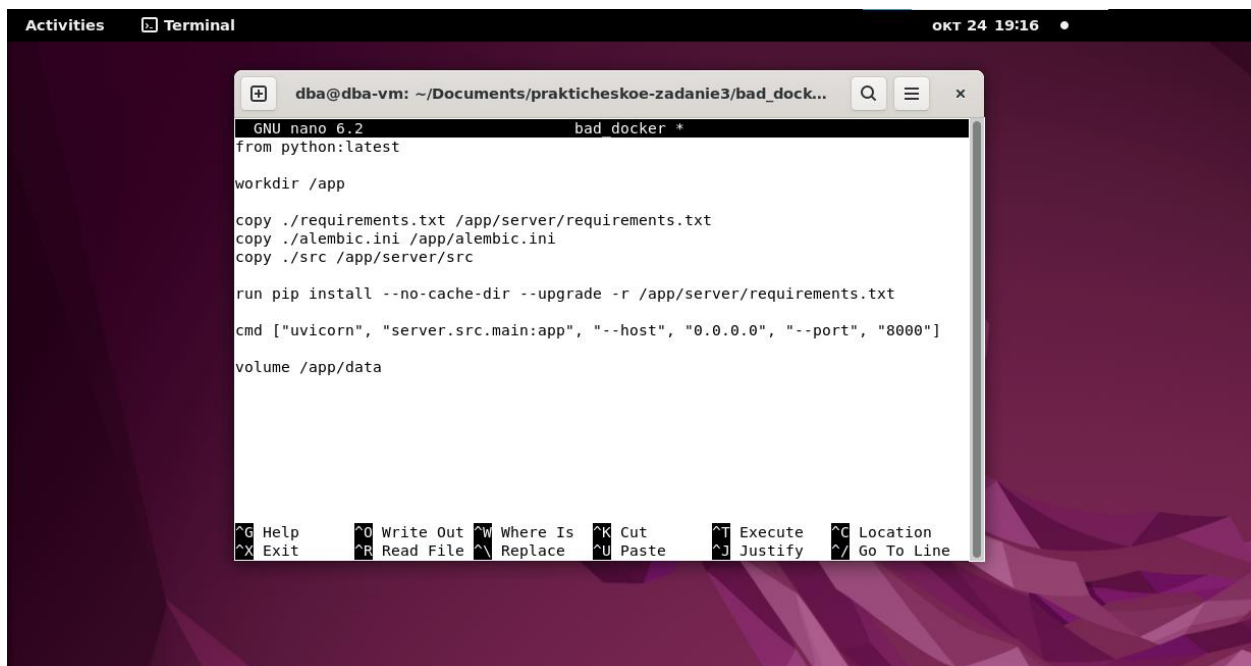 Activities Terminal окт 24 19:16
dba@dba-vm: ~/Documents/prakticheskoe-zadanie3/bad_dock...
GNU nano 6.2 bad_docker *
from python:latest
workdir /app
copy ./requirements.txt /app/server/requirements.txt
copy ./alembic.ini /app/alembic.ini
copy ./src /app/server/src
run pip install --no-cache-dir --upgrade -r /app/server/requirements.txt
cmd ["uvicorn", "server.src.main:app", "--host", "0.0.0.0", "--port", "8000"]
volume /app/data
^G Help ^O Write Out ^W Where Is ^K Cut ^T Execute ^C Location
^X Exit ^R Read File ^\ Replace ^U Paste ^J Justify ^/ Go To Line